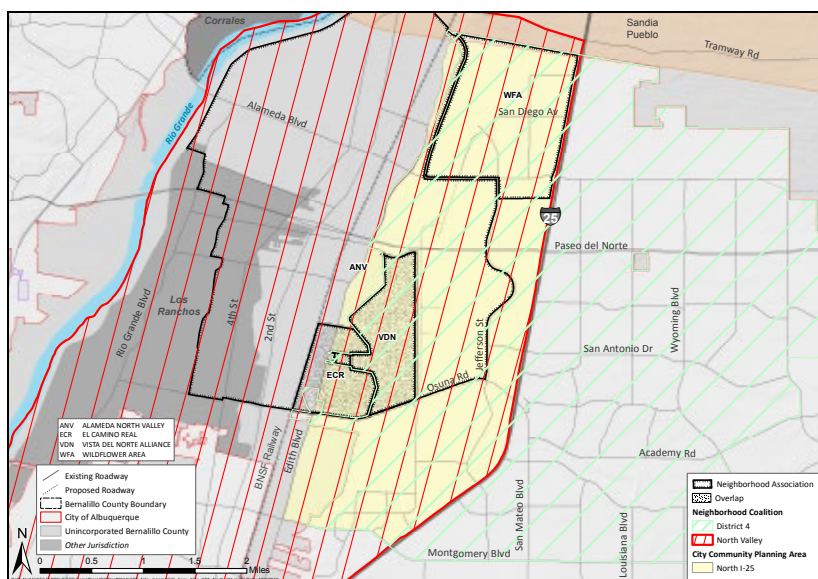 Corrales
Sandia
Pueblo
Tramway Rd
WFA
San Diego Av
Rio Grande
Alameda Blvd
25
Paseo del Norte
ANV
Rio Grande Blvd
Los
Ranchos
4th St
2nd St
VDN
Jefferson St
San Antonio Dr
Wyoming Blvd
ECR
Osuna Rd
ANV ALAMEDA NORTH VALLEY
ECR EL CAMINO REAL
VDN VISTA DEL NORTE ALLIANCE
WFA WILDFLOWER AREA
BNSF Railway
Edith Blvd
Academy Rd
San Mateo Blvd
Louisiana Blvd
Montgomery Blvd
Existing Roadway
Proposed Roadway
Bernalillo County Boundary
City of Albuquerque
Unincorporated Bernalillo County
Other Jurisdiction
Neighborhood Association
Overlap
Neighborhood Coalition
District 4
North Valley
City Community Planning Area
North I-25
N
0 0.5 1 2
Miles